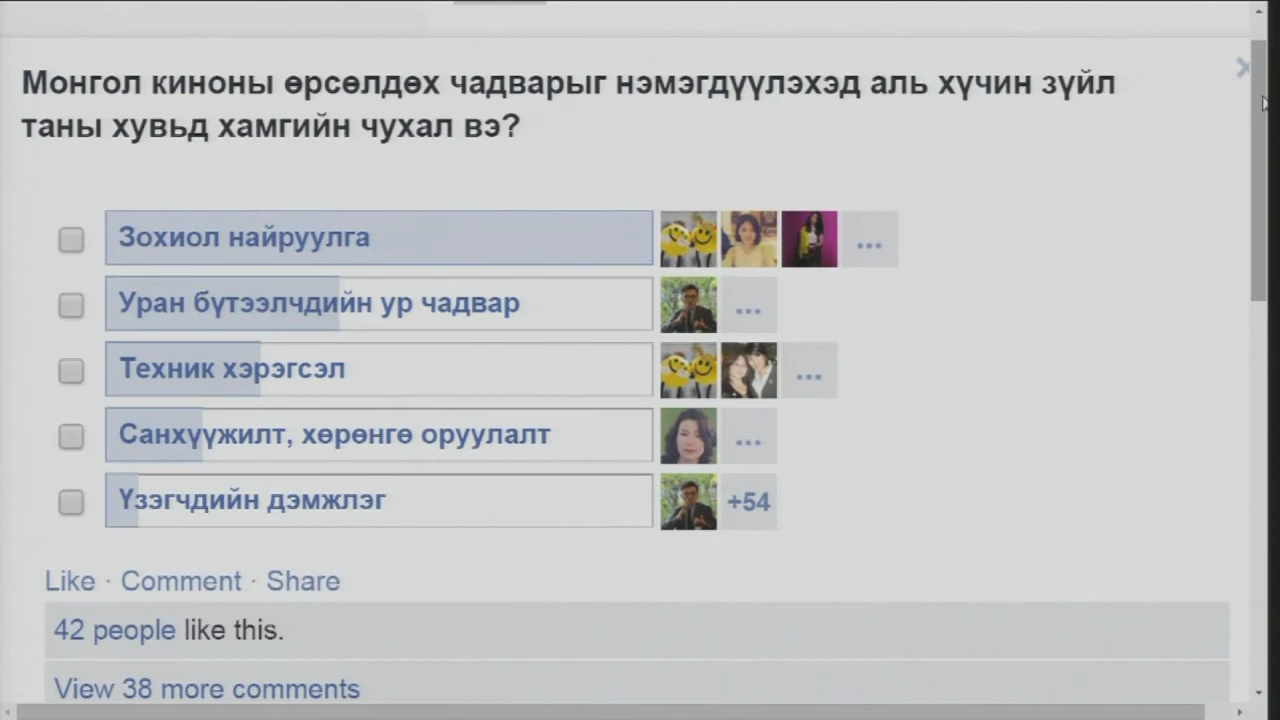 Монгол киноны өрсөлдөх чадварыг нэмэгдүүлэхэд аль хүчин зүйл
таны хувьд хамгийн чухал вэ?
Зохиол найруулга
...
Уран бүтээлчдийн ур чадвар
...
Техник хэрэгсэл
...
Санхүүжилт, хөрөнгө оруулалт
...
Үзэгчдийн дэмжлэг
+54
Like · Comment · Share
42 people like this.
View 38 more comments